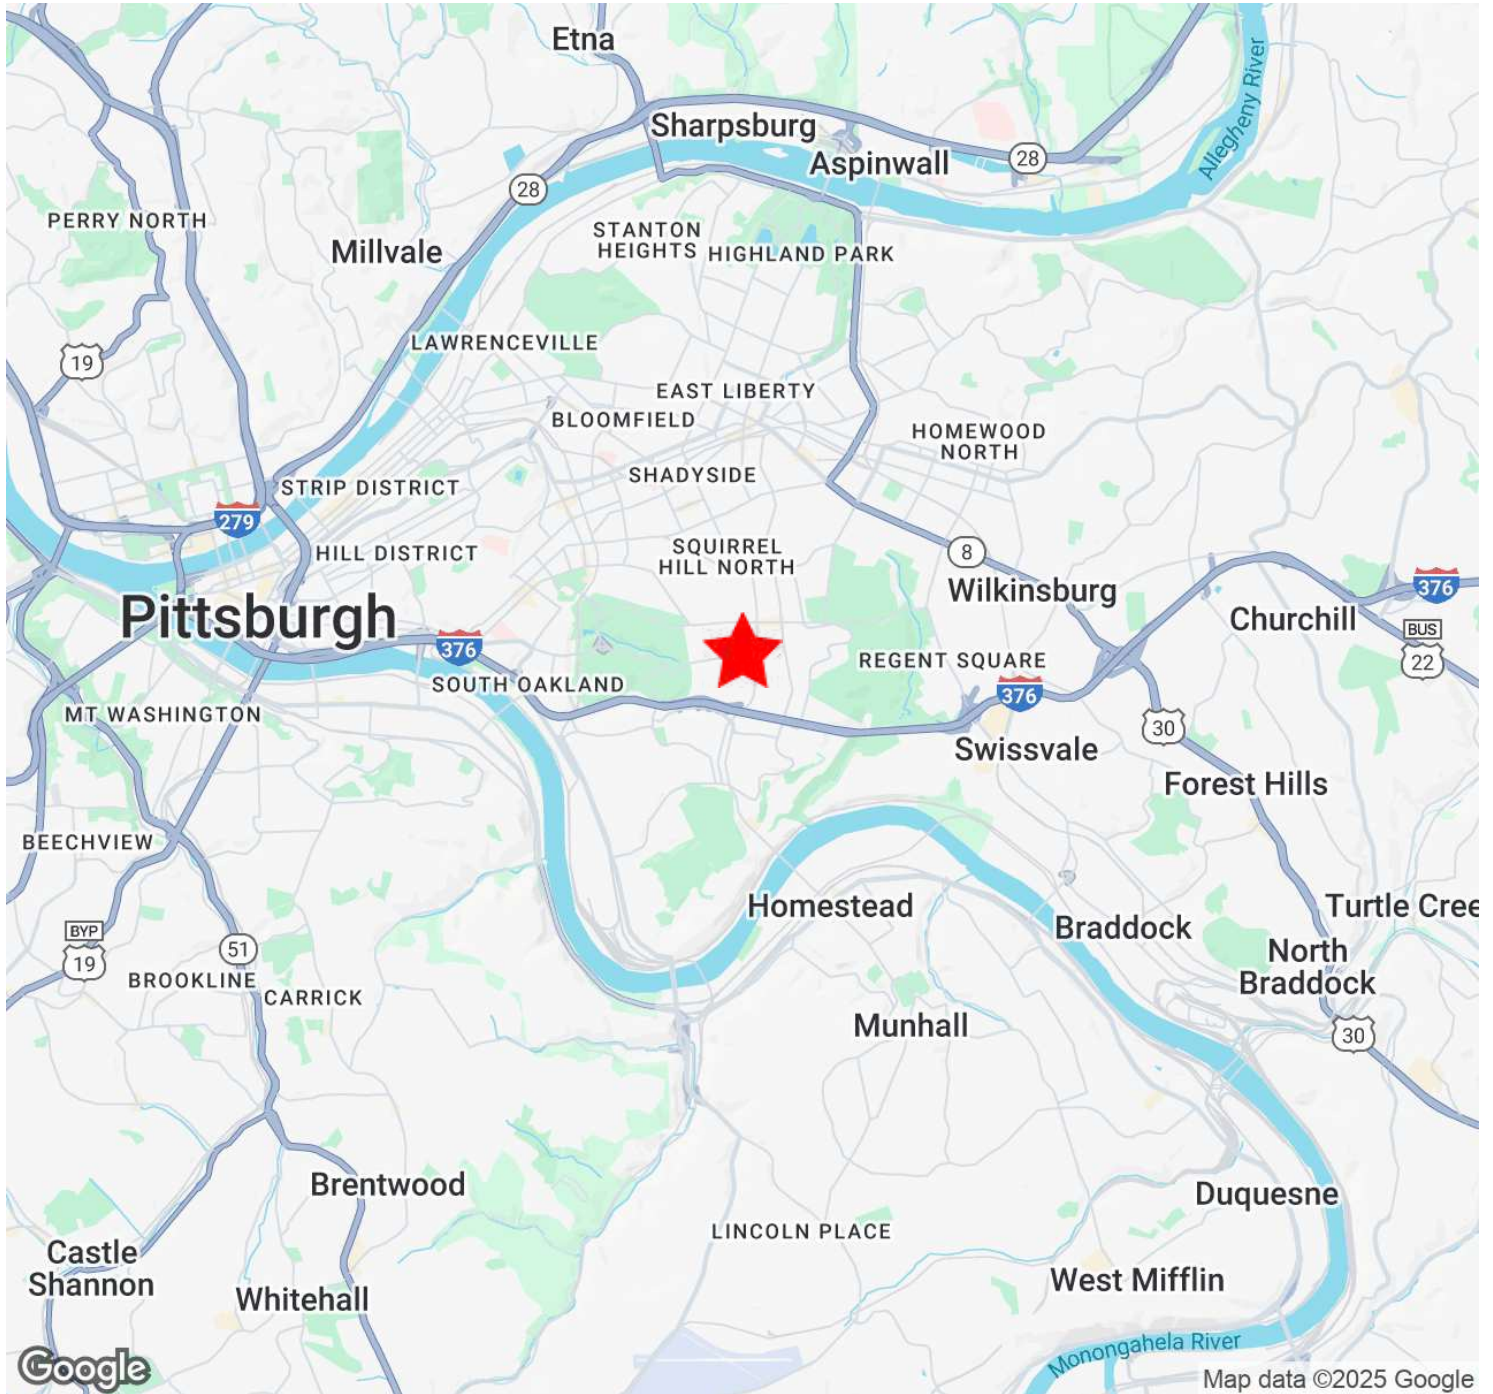 Etna
Sharpsburg
Aspinwall
28
Allegheny River
28
PERRY NORTH
STANTON
HEIGHTS
HIGHLAND PARK
Millvale
LAWRENCEVILLE
19
EAST LIBERTY
BLOOMFIELD
HOMEWOOD
NORTH
SHADYSIDE
STRIP DISTRICT
279
HILL DISTRICT
SQUIRREL
HILL NORTH
8
Wilkinsburg
376
Pittsburgh
Churchill
BUS
22
376
REGENT SQUARE
SOUTH OAKLAND
376
MT WASHINGTON
30
Swissvale
Forest Hills
BEECHVIEW
Homestead
Turtle Cree
BYP
19
51
Braddock
North
Braddock
BROOKLINE
CARRICK
Munhall
30
Brentwood
Duquesne
LINCOLN PLACE
Castle
Shannon
West Mifflin
Whitehall
Monongahela River
Google
Map data ©2025 Google